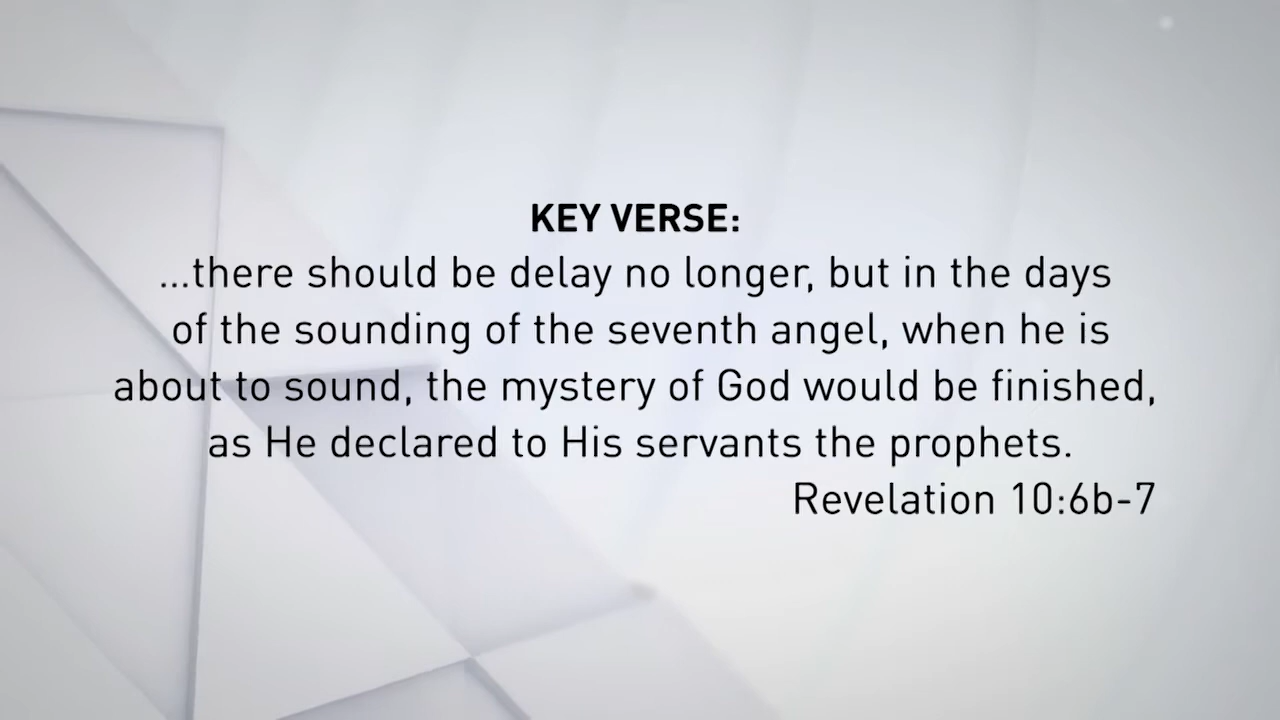 KEY VERSE:
...there should be delay no longer, but in the days
of the sounding of the seventh angel, when he is
about to sound, the mystery of God would be finished,
as He declared to His servants the prophets.
Revelation 10:6b-7